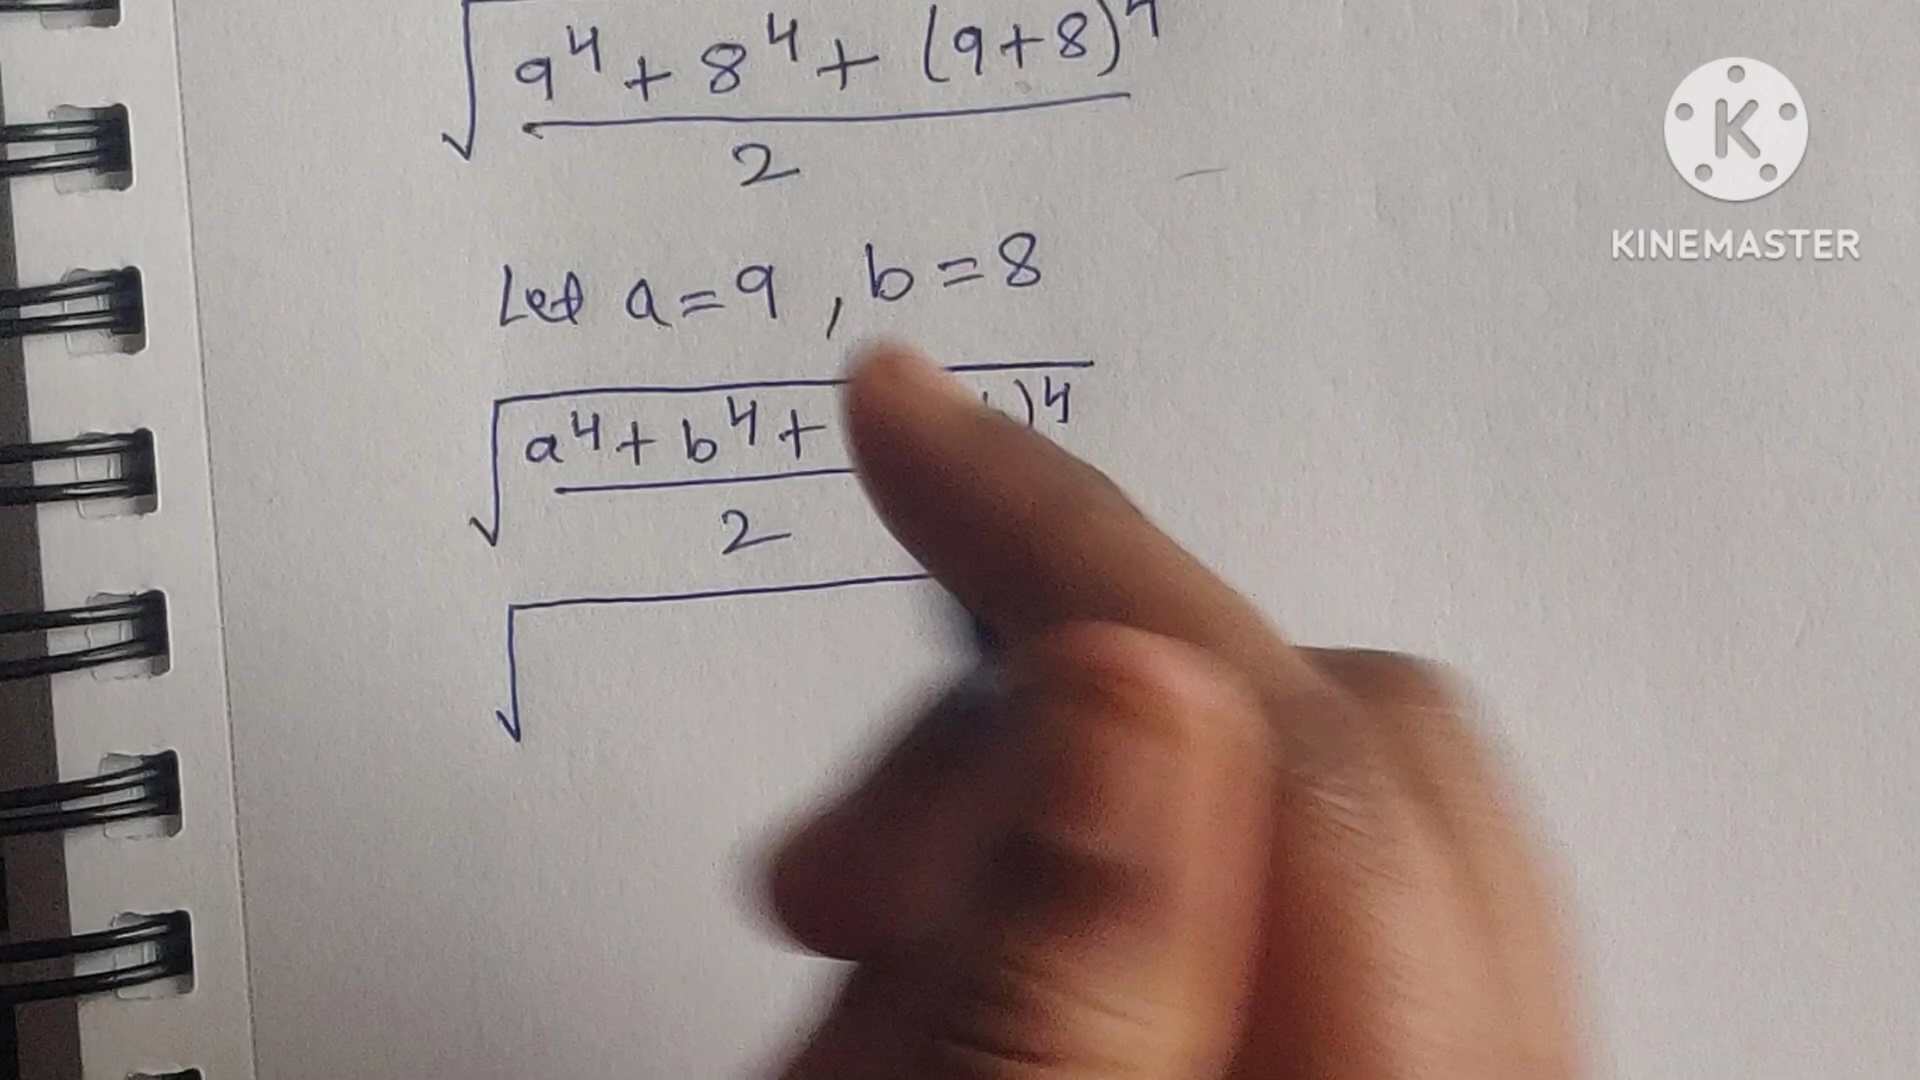 √(9⁴ + 8⁴ + (9+8)⁴ / 2)
K
KINEMASTER
Let a = 9 , b = 8
√(a⁴ + b⁴ + )⁴ / 2
√